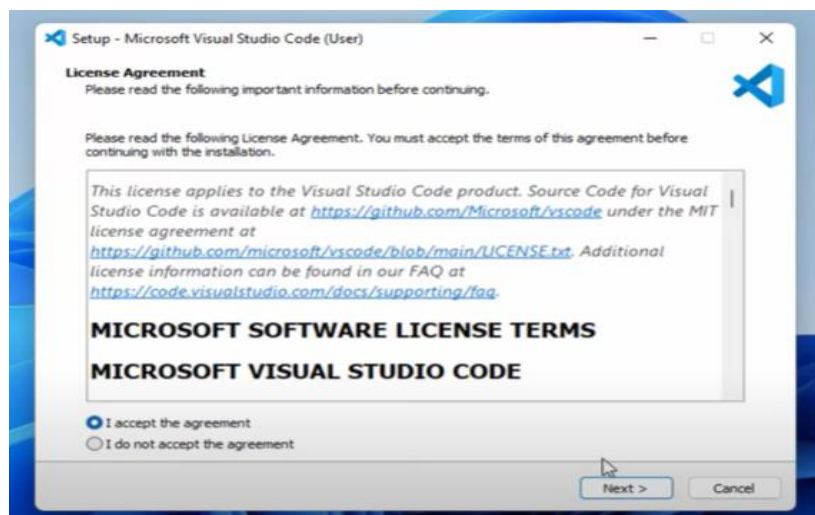 Setup - Microsoft Visual Studio Code (User)
License Agreement
Please read the following important information before continuing.
Please read the following License Agreement. You must accept the terms of this agreement before
continuing with the installation.
This license applies to the Visual Studio Code product. Source Code for Visual
Studio Code is available at https://github.com/Microsoft/vscode under the MIT
license agreement at
https://github.com/microsoft/vscode/blob/main/LICENSE.txt. Additional
license information can be found in our FAQ at
https://code.visualstudio.com/docs/supporting/faq.
MICROSOFT SOFTWARE LICENSE TERMS
MICROSOFT VISUAL STUDIO CODE
I accept the agreement
I do not accept the agreement
Next >
Cancel